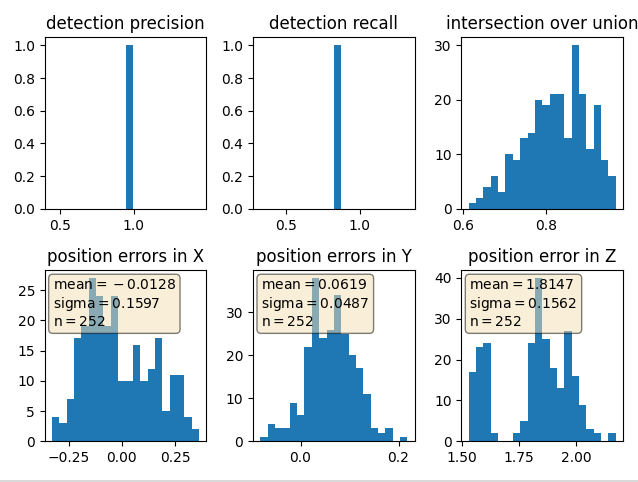 detection precision
1.0
0.8
0.6
0.4
0.2
0.0
0.5 1.0
detection recall
1.0
0.8
0.6
0.4
0.2
0.0
0.5 1.0
intersection over union
30
20
10
0
0.6 0.8
position errors in X
mean = −0.0128
sigma = 0.1597
n = 252
25
20
15
10
5
0
−0.25 0.00 0.25
position errors in Y
mean = 0.0619
sigma = 0.0487
n = 252
30
20
10
0
0.0 0.2
position error in Z
mean = 1.8147
sigma = 0.1562
n = 252
40
30
20
10
0
1.50 1.75 2.00